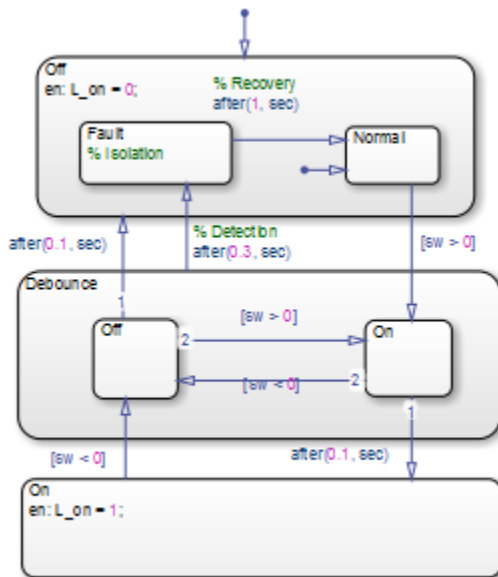 Off
en: L_on = 0;
% Recovery
after(1, sec)
Fault
% Isolation
Normal
after(0.1, sec)
% Detection
after(0.3, sec)
[sw > 0]
Debounce
1
Off
2
[sw > 0]
On
[sw < 0]
2
1
[sw < 0]
after(0.1, sec)
On
en: L_on = 1;